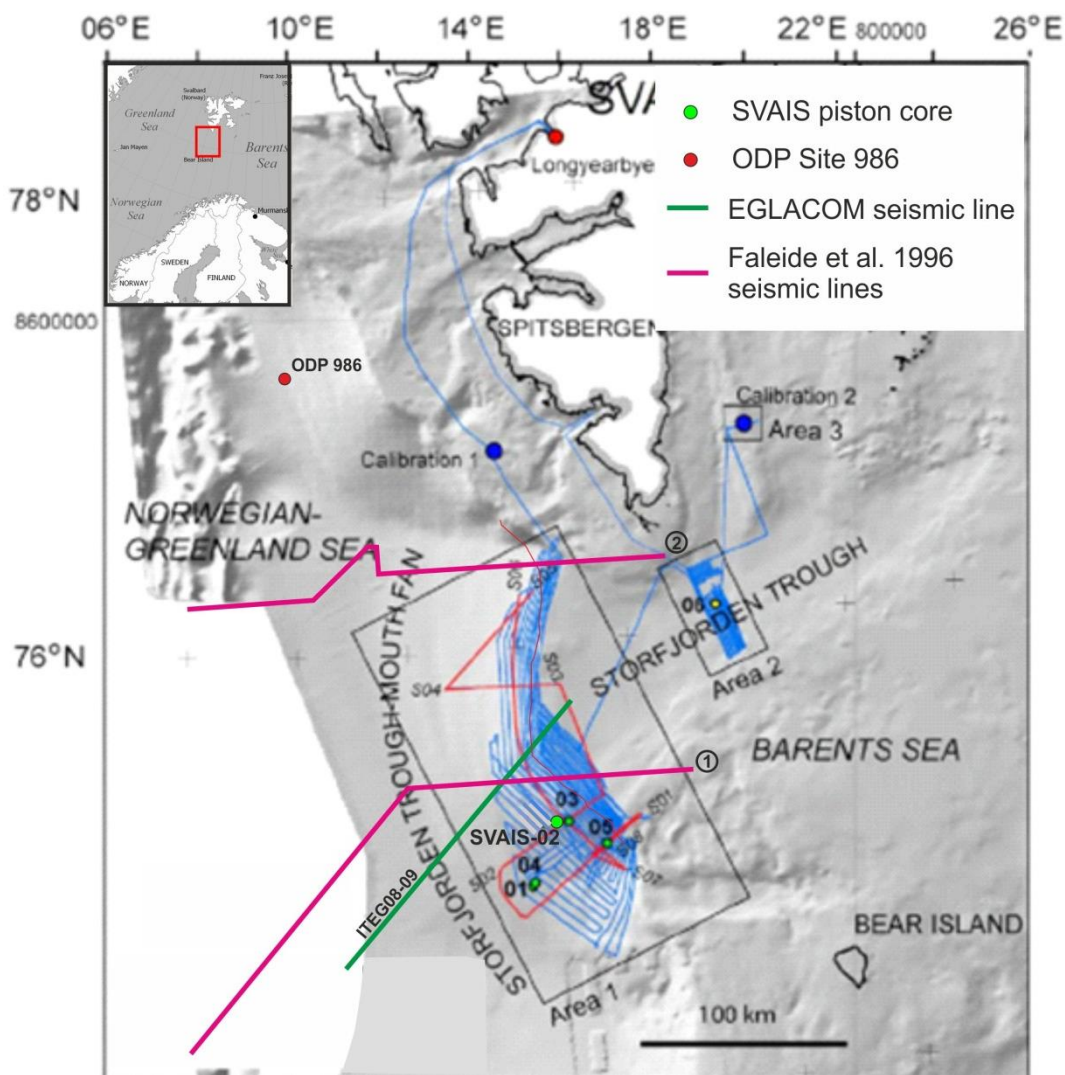 06°E
10°E
14°E
18°E
22°E
800000
26°E
Svalbard
(Norway)
Greenland
Sea
Jan Mayen
Bear Island
Barents
Sea
Norwegian
Sea
SWEDEN
NORWAY
FINLAND
SVA
Longyearbye
SVAIS piston core
ODP Site 986
EGLACOM seismic line
Faleide et al. 1996
seismic lines
78°N
8600000
SPITSBERGEN
ODP 986
Calibration 2
Area 3
Calibration 1
NORWEGIAN-
GREENLAND SEA
2
STORFJORDEN TROUGH
06
Area 2
76°N
S04
S03
STORFJORDEN TROUGH-MOUTH FAN
BARENTS SEA
1
03
S01
SVAIS-02
05
S07
04
S02
01
ITEG08-09
BEAR ISLAND
Area 1
100 km